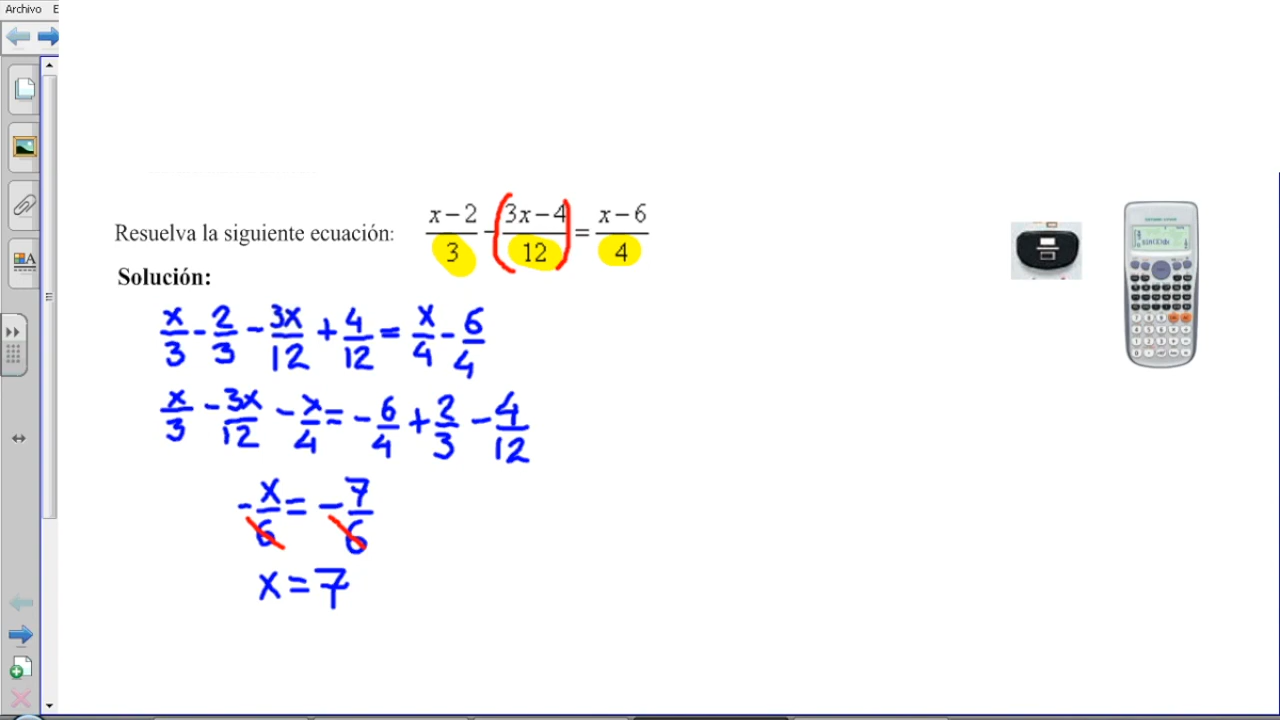 Archivo E
Resuelva la siguiente ecuación: x−2/3 − (3x−4/12) = x−6/4
Solución:
x/3 − 2/3 − 3x/12 + 4/12 = x/4 − 6/4
x/3 − 3x/12 − x/4 = − 6/4 + 2/3 − 4/12
− x/6 = − 7/6
x = 7